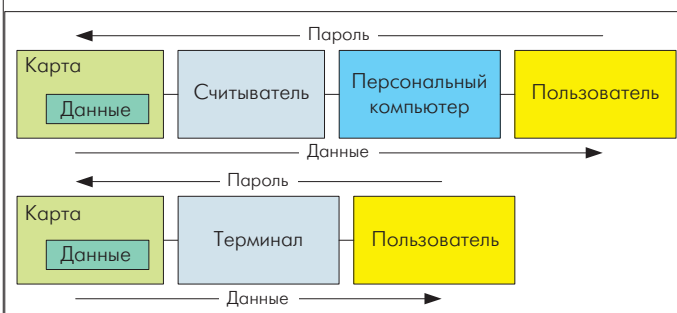 Пароль
Карта
Данные
Считыватель
Персональный
компьютер
Пользователь
Данные
Пароль
Карта
Данные
Терминал
Пользователь
Данные